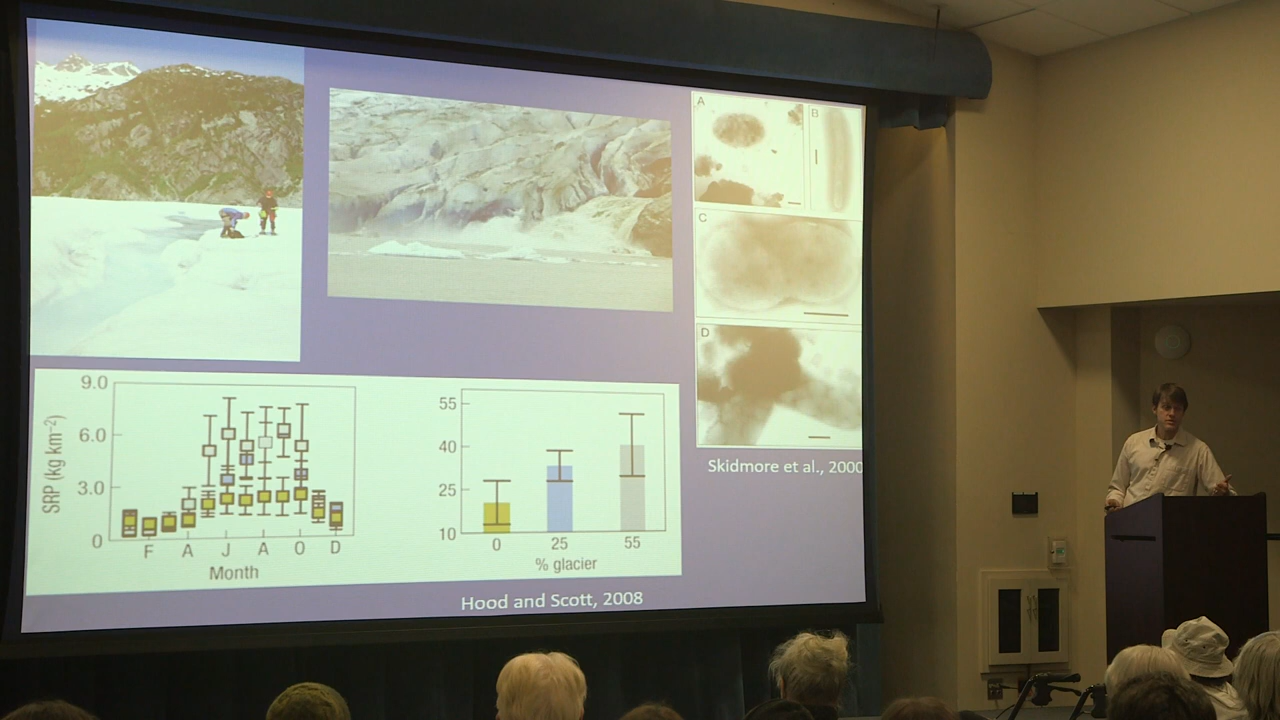 A
B
C
D
Skidmore et al., 2000
9.0
6.0
3.0
0
SRP (kg km⁻²)
F A J A O D
Month
55
40
25
10
0 25 55
% glacier
Hood and Scott, 2008